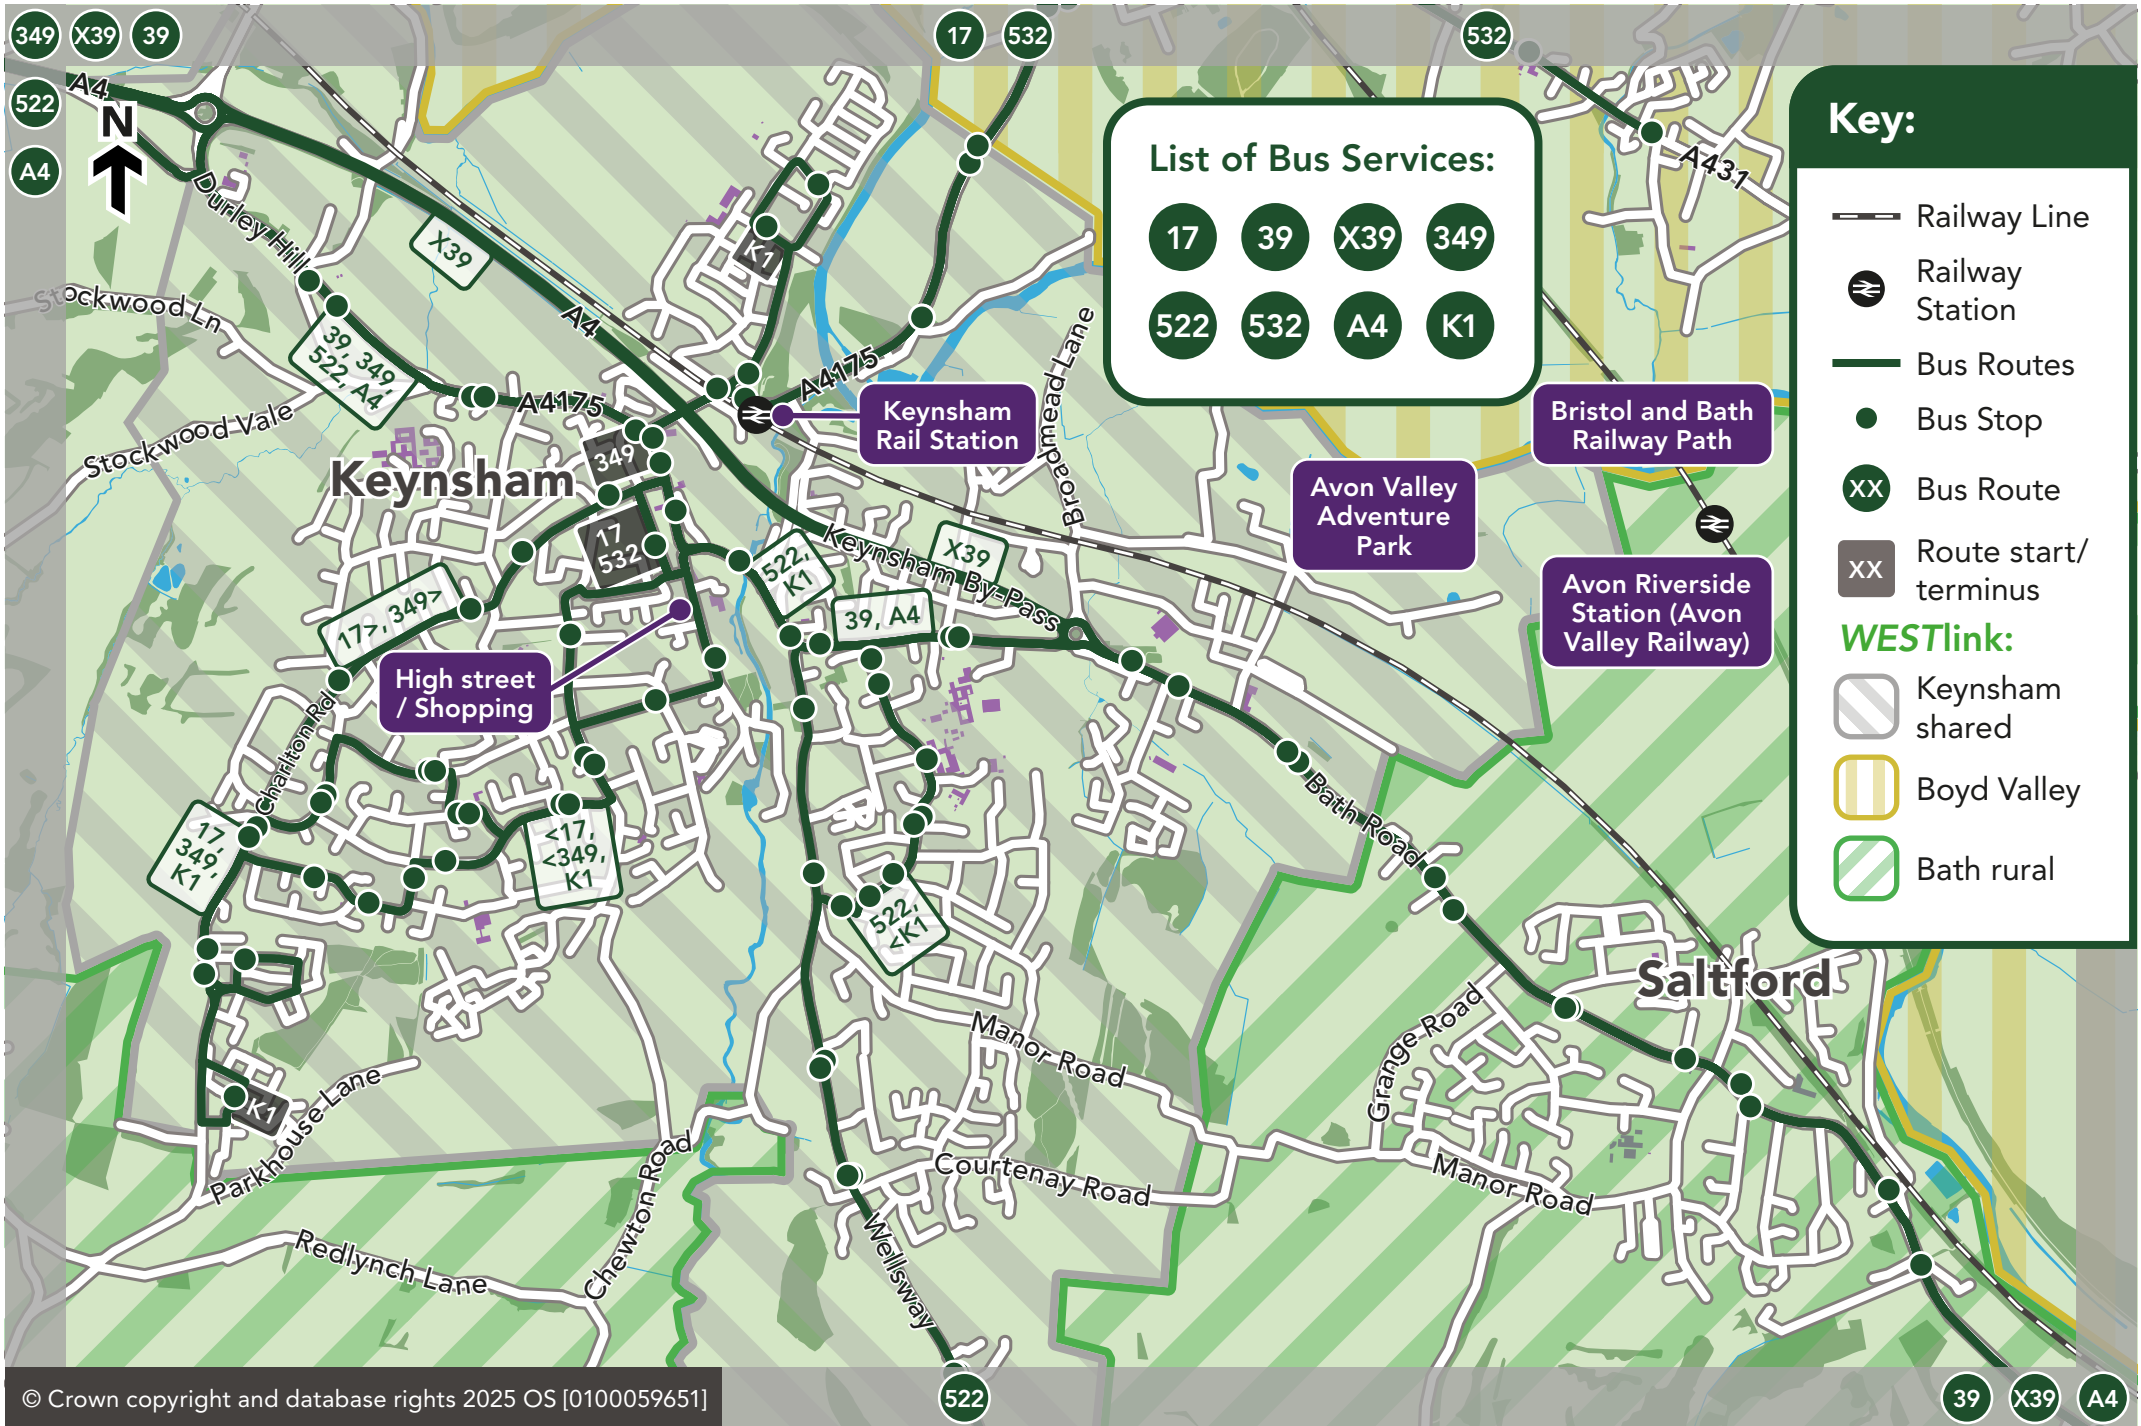 349 X39 39
17 532
532
522
A4
A4
N
Durley Hill
Stockwood Ln
Stockwood Vale
X39
A4
39, 349,
522, A4
A4175
K1
A4175
Keynsham
Rail Station
Broadmead Lane
Keynsham
349
17
532
17>, 349>
522,
K1
Keynsham By-Pass
X39
39, A4
High street
/ Shopping
Charlton Rd
17,
349,
K1
<17,
<349,
K1
522,
<K1
Bath Road
K1
Parkhouse Lane
Redlynch Lane
Chewton Road
Manor Road
Courtenay Road
Wellsway
Grange Road
Manor Road
Saltford
List of Bus Services:
17 39 X39 349
522 532 A4 K1
A431
Bristol and Bath
Railway Path
Avon Valley
Adventure
Park
Avon Riverside
Station (Avon
Valley Railway)
Key:
Railway Line
Railway
Station
Bus Routes
Bus Stop
XX Bus Route
XX Route start/
terminus
WESTlink:
Keynsham
shared
Boyd Valley
Bath rural
© Crown copyright and database rights 2025 OS [0100059651]
522
39 X39 A4